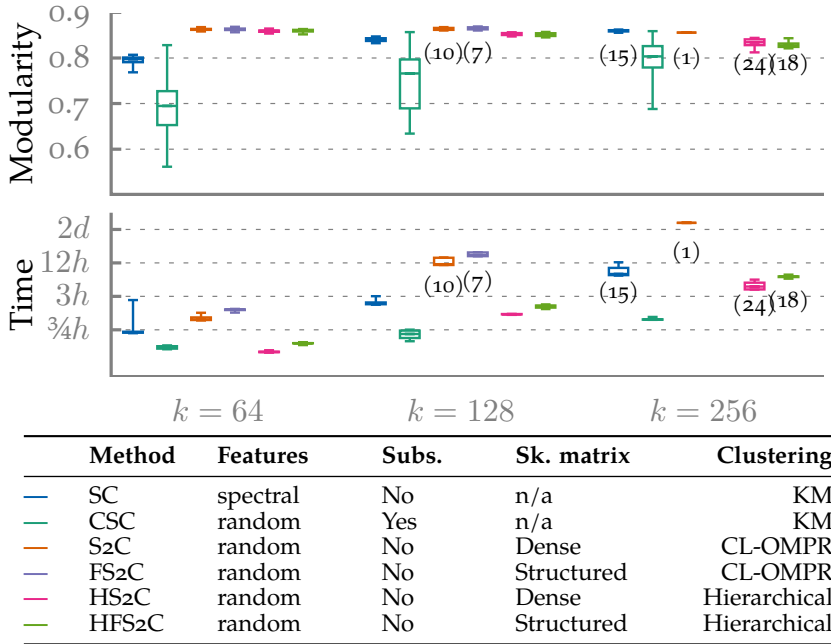 Modularity
0.9
0.8
0.7
0.6
(10) (7) (15) (1) (24) (18)
Time
2d
12h
3h
¾h
(10) (7) (15) (1) (24) (18)
k = 64 k = 128 k = 256
Method Features Subs. Sk. matrix Clustering
SC spectral No n/a KM
CSC random Yes n/a KM
S2C random No Dense CL-OMPR
FS2C random No Structured CL-OMPR
HS2C random No Dense Hierarchical
HFS2C random No Structured Hierarchical